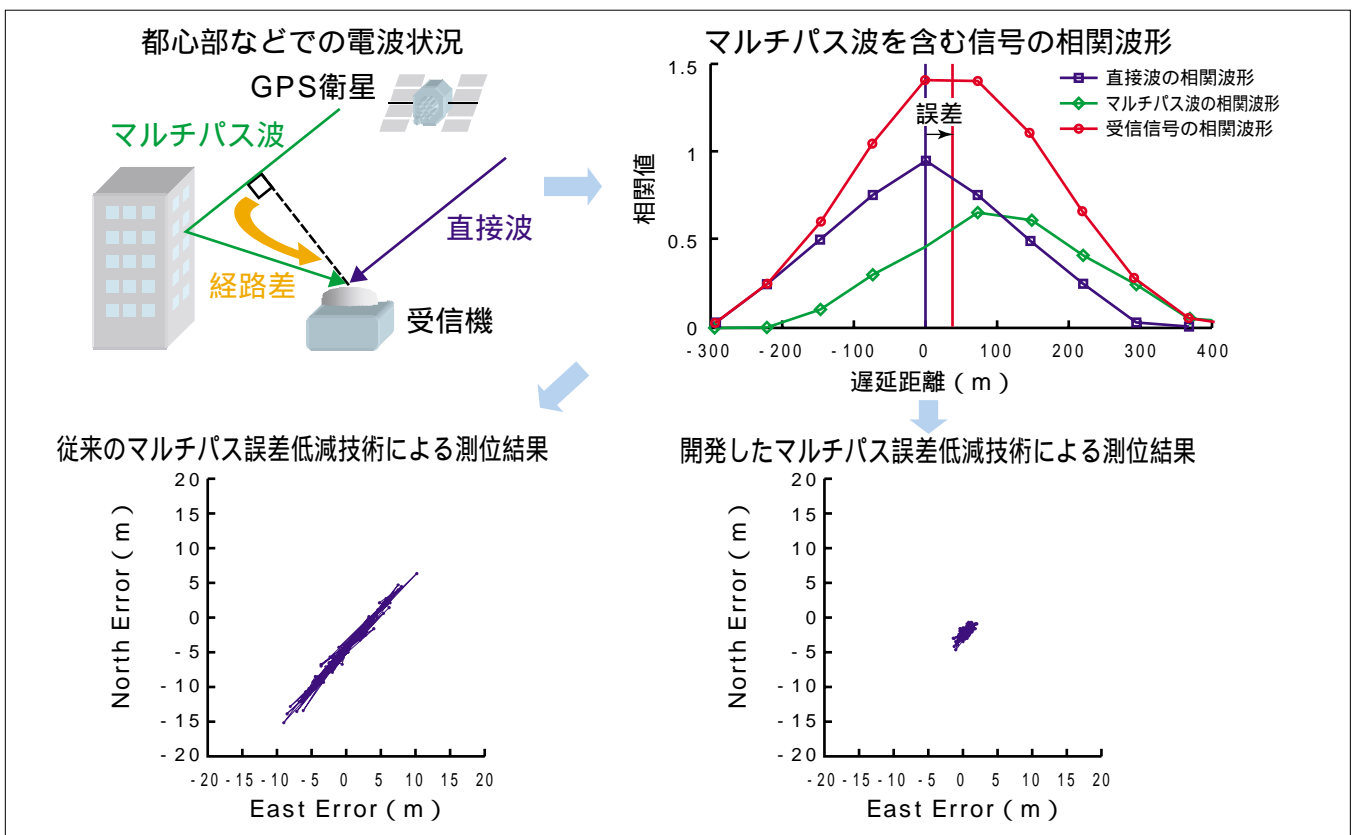 都心部などでの電波状況
GPS衛星
マルチパス波
直接波
経路差
受信機
マルチパス波を含む信号の相関波形
1.5
1
0.5
0
相関値
誤差
直接波の相関波形
マルチパス波の相関波形
受信信号の相関波形
-300 -200 -100 0 100 200 300 400
遅延距離(m)
従来のマルチパス誤差低減技術による測位結果
20
15
10
5
0
-5
-10
-15
-20
North Error(m)
-20 -15 -10 -5 0 5 10 15 20
East Error(m)
開発したマルチパス誤差低減技術による測位結果
20
15
10
5
0
-5
-10
-15
-20
North Error(m)
-20 -15 -10 -5 0 5 10 15 20
East Error(m)